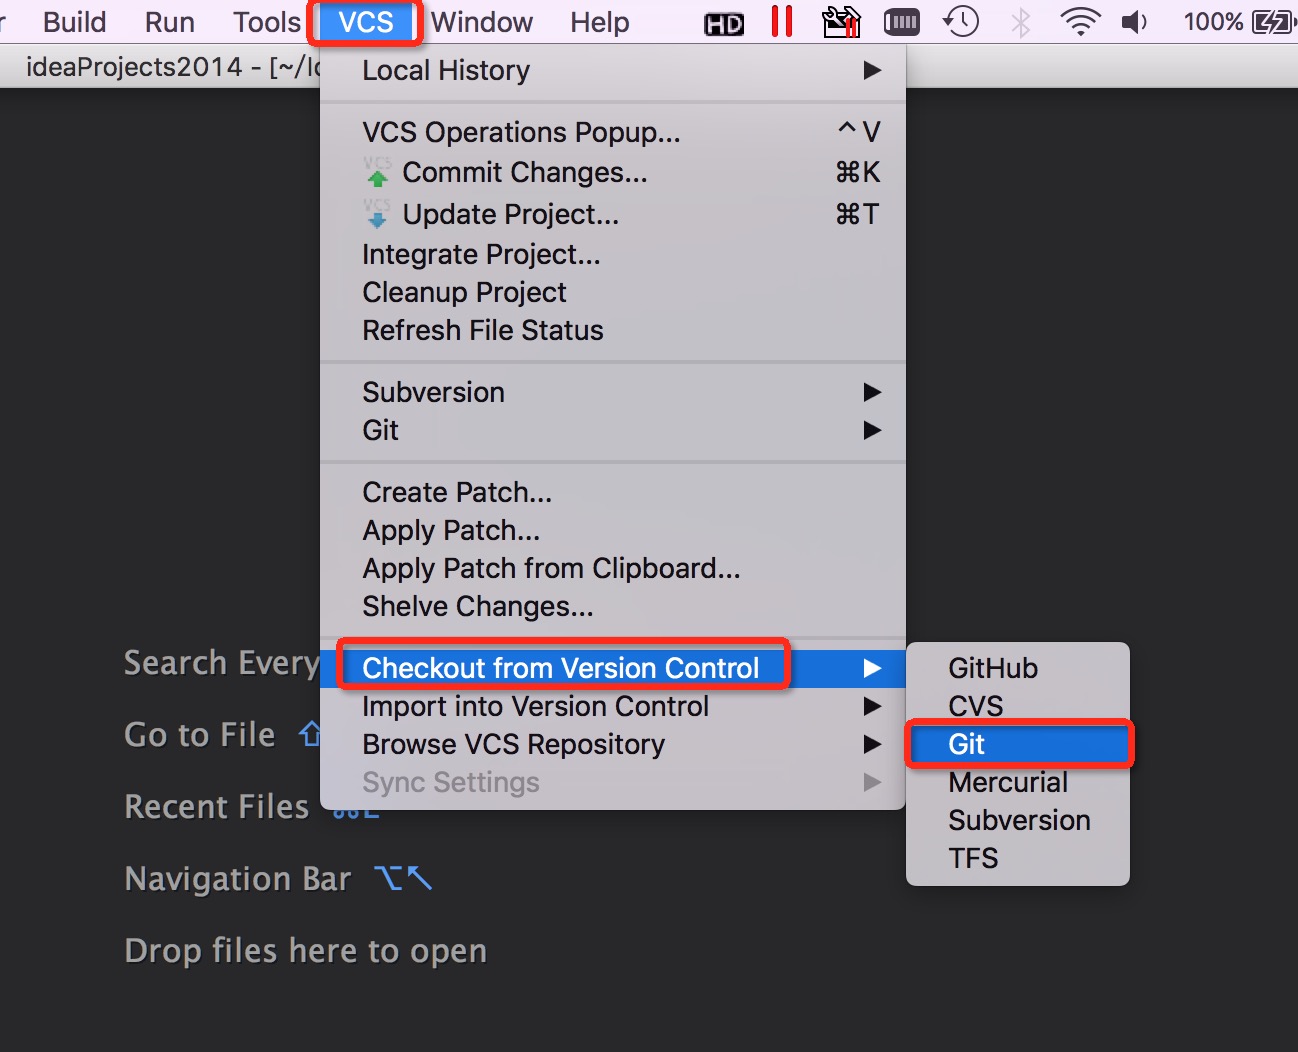 Build Run Tools VCS Window Help HD 100%
ideaProjects2014 - [~/
Local History
VCS Operations Popup... ^ V
VCS Commit Changes... ⌘K
VCS Update Project... ⌘T
Integrate Project...
Cleanup Project
Refresh File Status
Subversion
Git
Create Patch...
Apply Patch...
Apply Patch from Clipboard...
Shelve Changes...
Checkout from Version Control
Import into Version Control
Browse VCS Repository
Sync Settings
GitHub
CVS
Git
Mercurial
Subversion
TFS
Search Every
Go to File ⇧
Recent Files ⌘E
Navigation Bar ⌥↖
Drop files here to open